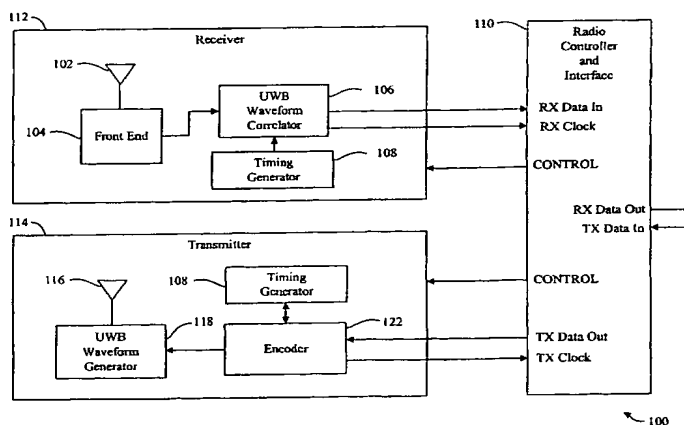 112
Receiver
110
Radio
Controller
and
Interface
102
106
UWB
Waveform
Correlator
RX Data In
104
Front End
RX Clock
108
Timing
Generator
CONTROL
RX Data Out
TX Data In
114
Transmitter
116
108
Timing
Generator
CONTROL
118
122
UWB
Waveform
Generator
Encoder
TX Data Out
TX Clock
100